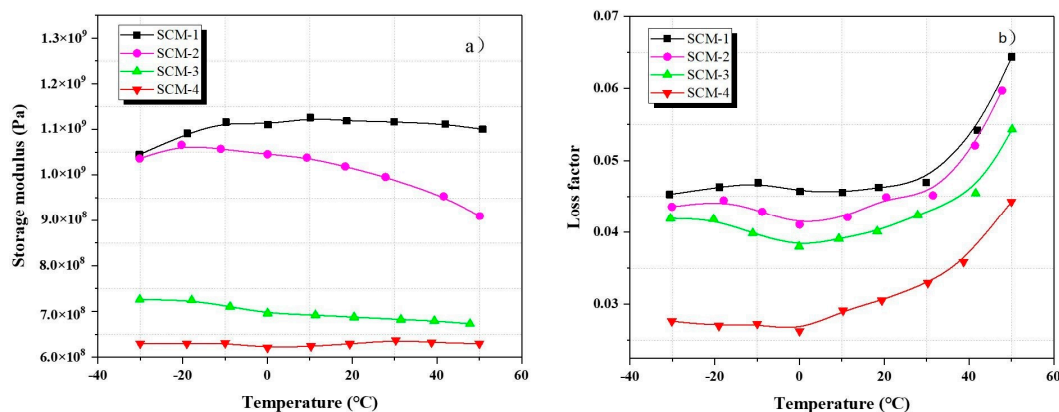 1.3×10⁹
1.2×10⁹
1.1×10⁹
1.0×10⁹
9.0×10⁸
8.0×10⁸
7.0×10⁸
6.0×10⁸
Storage modulus (Pa)
SCM-1
SCM-2
SCM-3
SCM-4
a）
-40 -20 0 20 40 60
Temperature (°C)
0.07
0.06
0.05
0.04
0.03
Loss factor
SCM-1
SCM-2
SCM-3
SCM-4
b）
-40 -20 0 20 40 60
Temperature (°C)